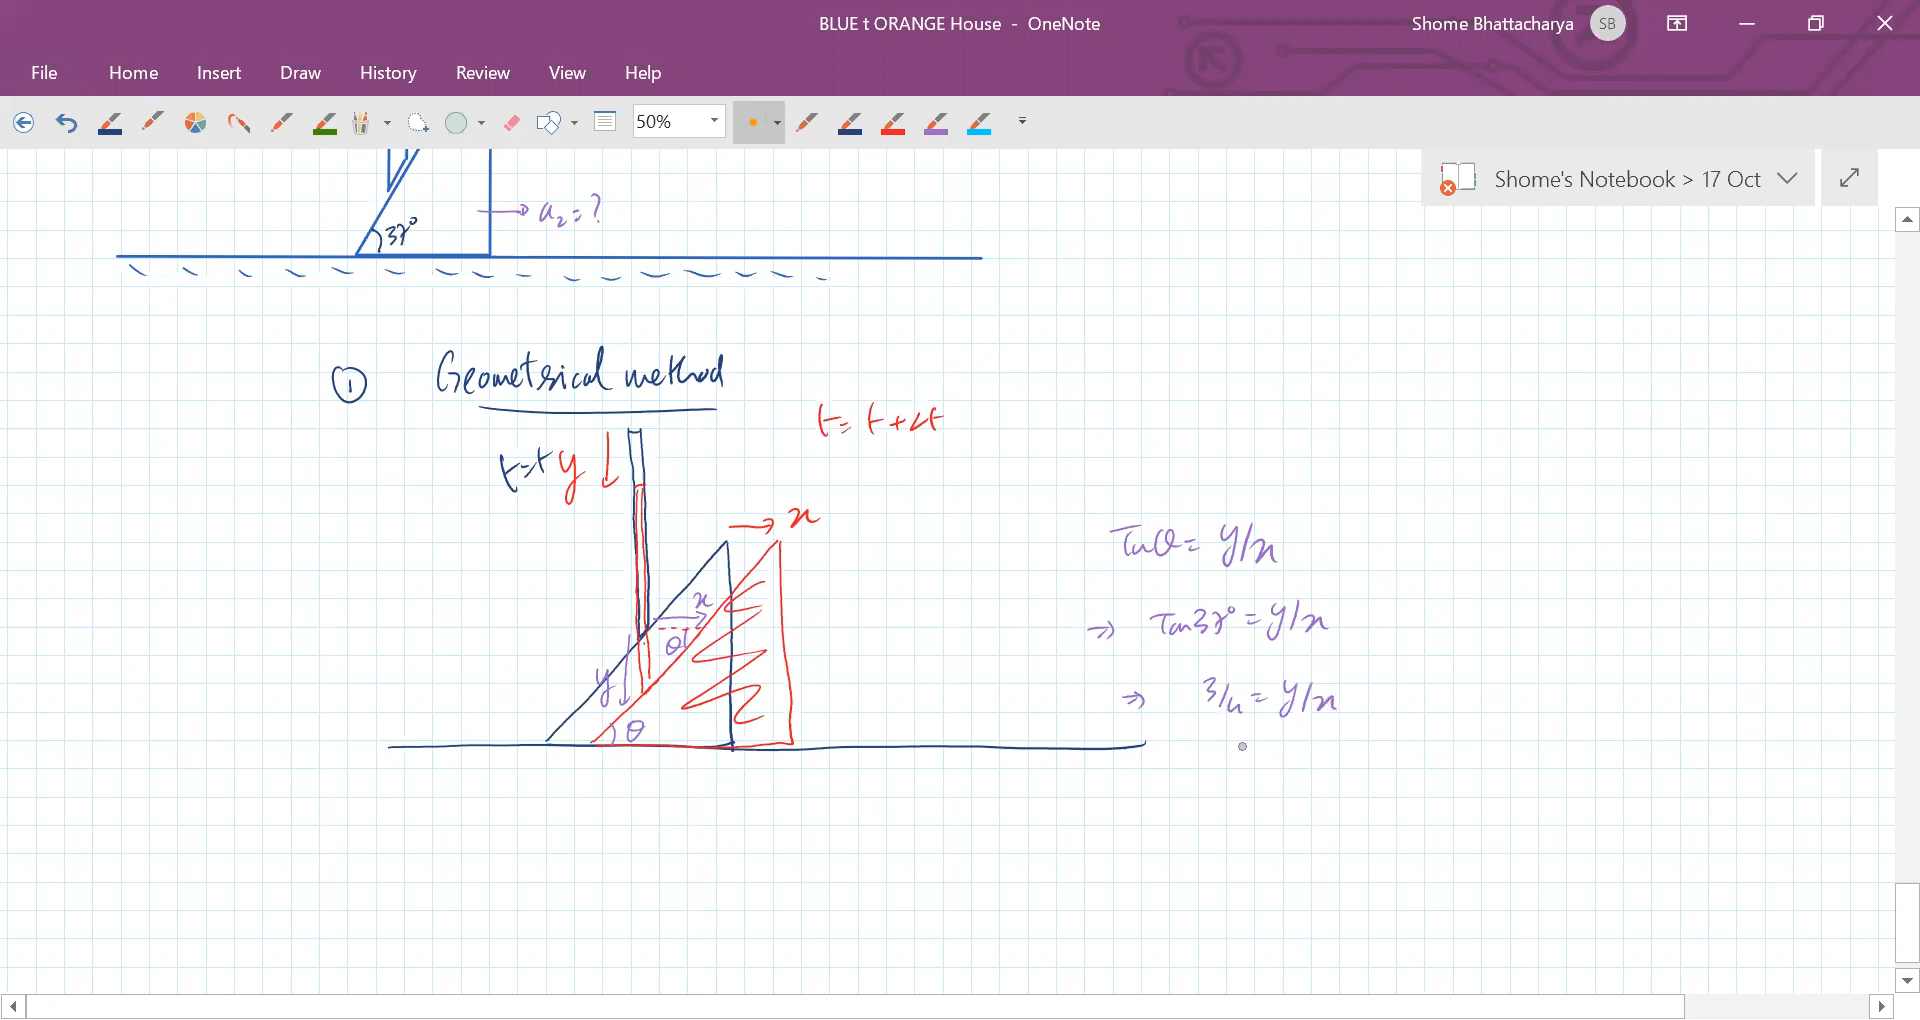 BLUE t ORANGE House - OneNote
Shome Bhattacharya SB
File Home Insert Draw History Review View Help
50%
Shome's Notebook > 17 Oct
a₂=?
37°
① Geometrical method
t = t + Δt
t=t y
x
x
θ
y
θ
Tanθ = y/x
⇒ Tan37° = y/x
⇒ 3/4 = y/x